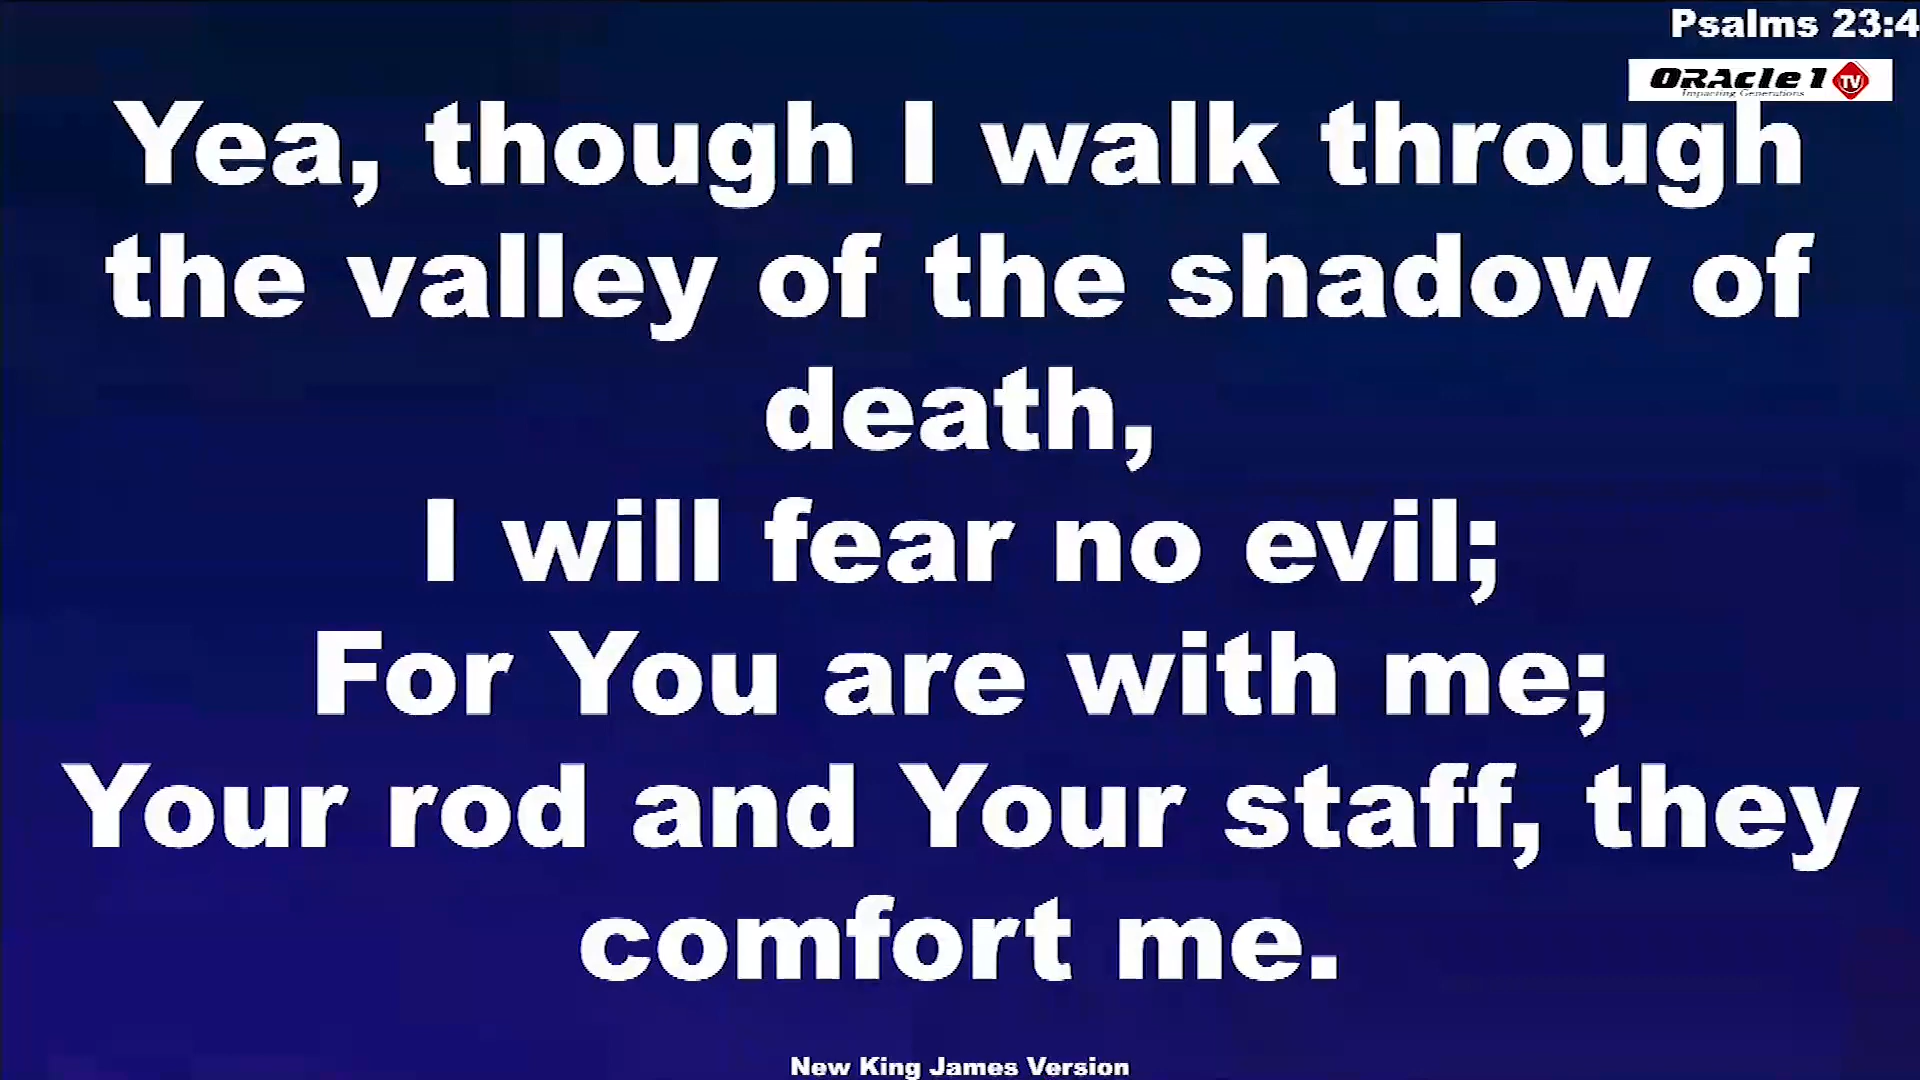 Psalms 23:4
ORACle 1 TV
Impacting Generations
Yea, though I walk through
the valley of the shadow of
death,
I will fear no evil;
For You are with me;
Your rod and Your staff, they
comfort me.
New King James Version